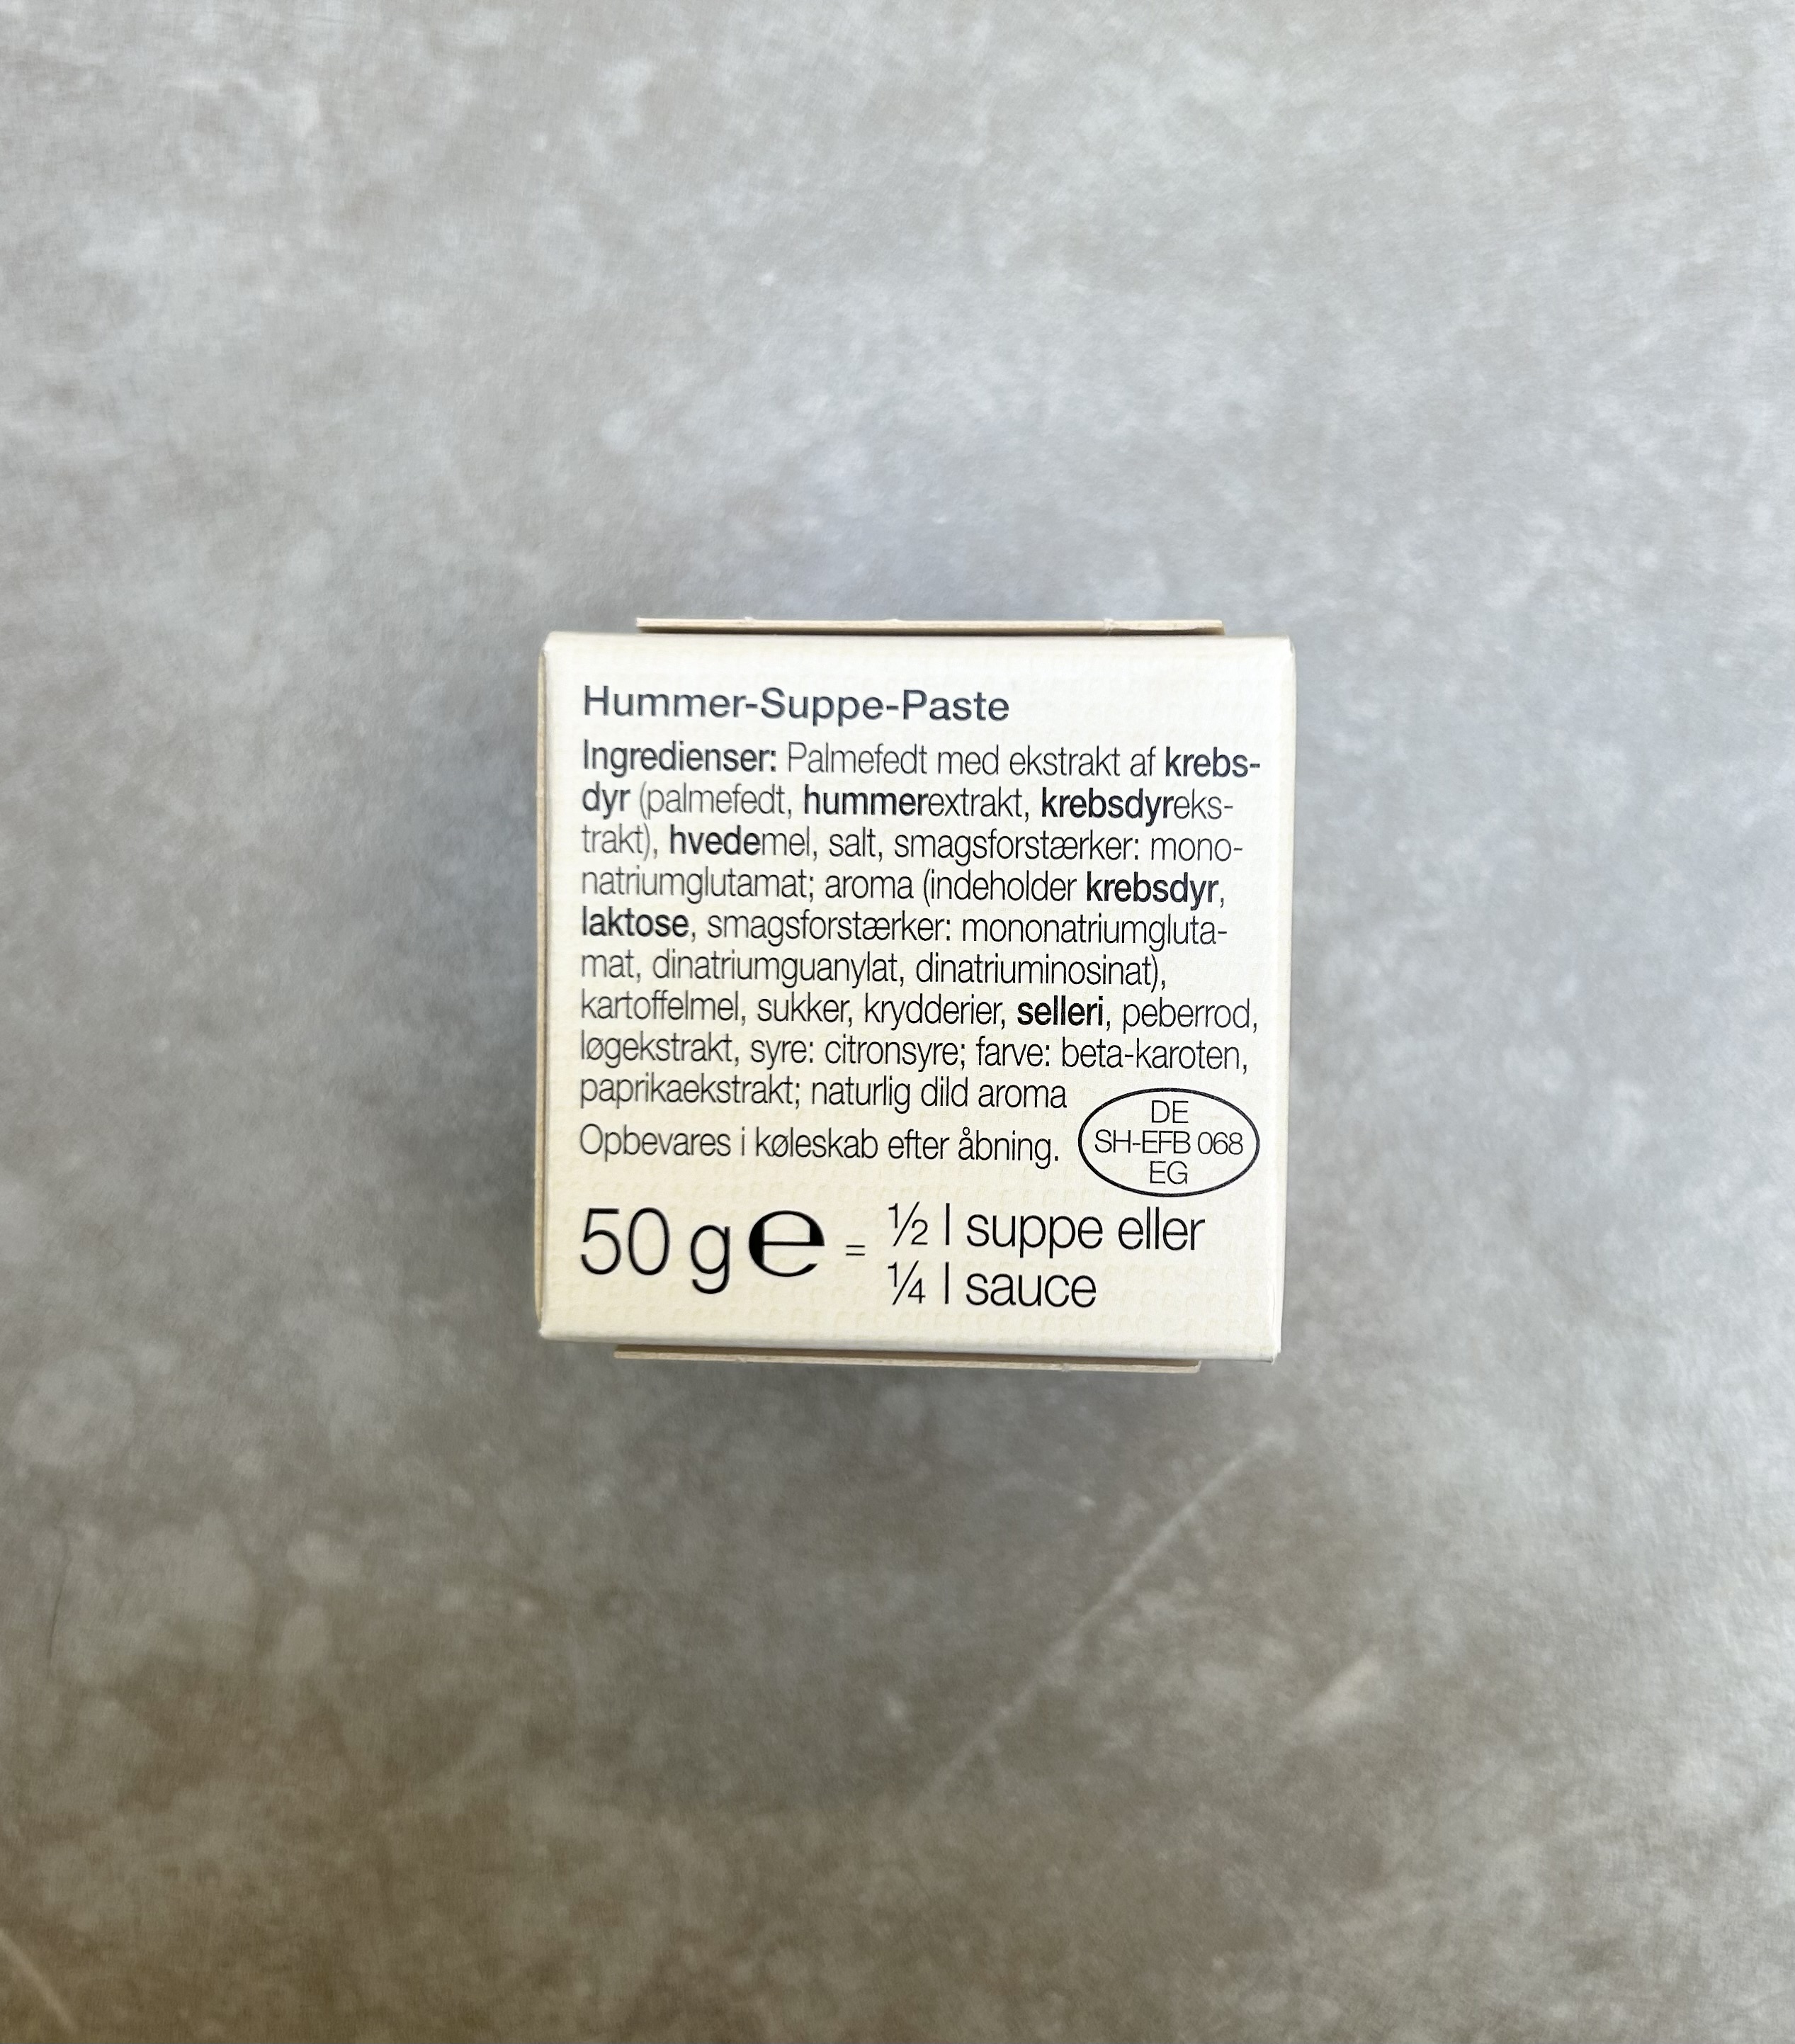 Hummer-Suppe-Paste
Ingredienser: Palmefedt med ekstrakt af krebs-
dyr (palmefedt, hummerextrakt, krebsdyreks-
trakt), hvedemel, salt, smagsforstærker: mono-
natriumglutamat; aroma (indeholder krebsdyr,
laktose, smagsforstærker: mononatriumgluta-
mat, dinatriumguanylat, dinatriuminosinat),
kartoffelmel, sukker, krydderier, selleri, peberrod,
løgekstrakt, syre: citronsyre; farve: beta-karoten,
paprikaekstrakt; naturlig dild aroma
Opbevares i køleskab efter åbning.
DE
SH-EFB 068
EG
50 g e = ½ l suppe eller
¼ l sauce